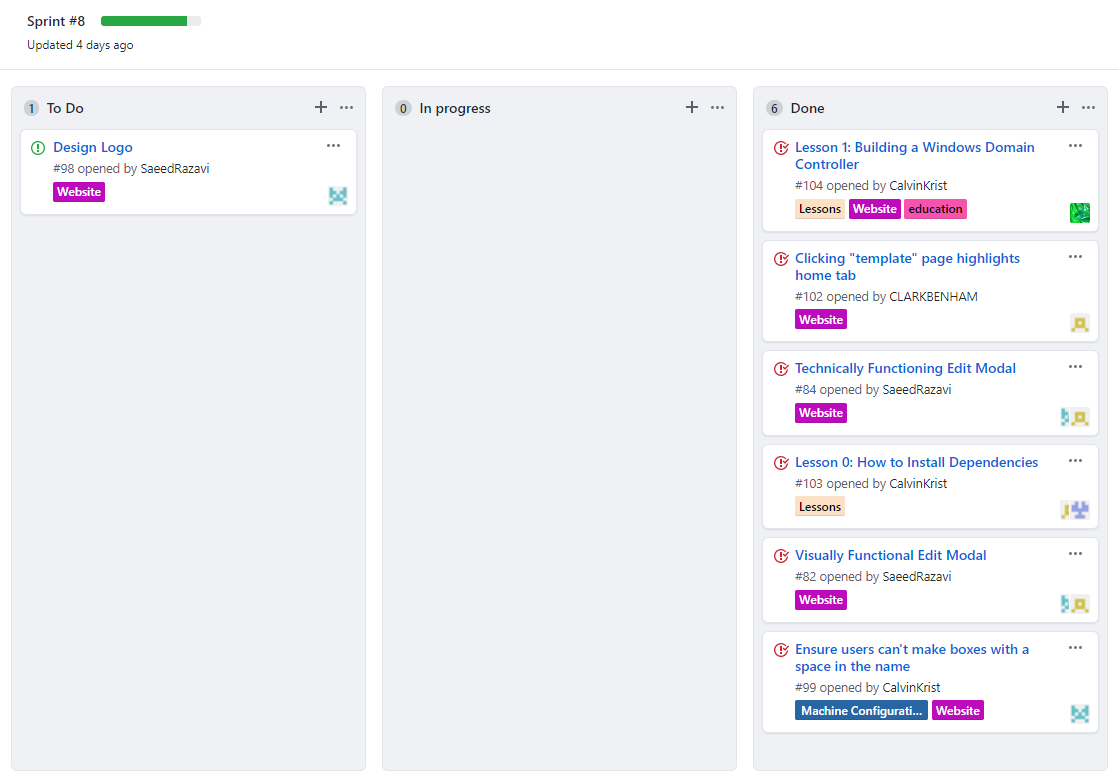 Sprint #8
Updated 4 days ago
1 To Do
Design Logo
#98 opened by SaeedRazavi
Website
0 In progress
6 Done
Lesson 1: Building a Windows Domain
Controller
#104 opened by CalvinKrist
Lessons Website education
Clicking "template" page highlights
home tab
#102 opened by CLARKBENHAM
Website
Technically Functioning Edit Modal
#84 opened by SaeedRazavi
Website
Lesson 0: How to Install Dependencies
#103 opened by CalvinKrist
Lessons
Visually Functional Edit Modal
#82 opened by SaeedRazavi
Website
Ensure users can't make boxes with a
space in the name
#99 opened by CalvinKrist
Machine Configurati... Website